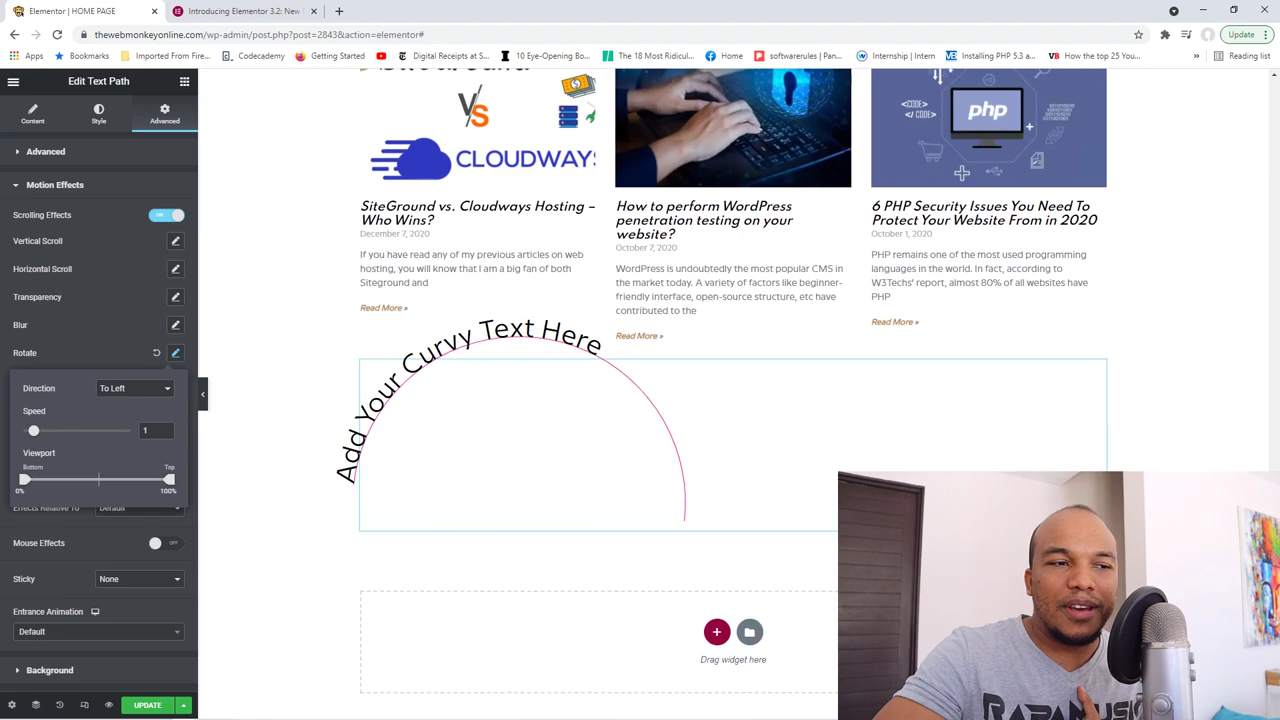 Elementor | HOME PAGE
Introducing Elementor 3.2: New
thewebmonkeyonline.com/wp-admin/post.php?post=2843&action=elementor#
Update
Apps
Bookmarks
Imported From Fire...
Codecademy
Getting Started
Digital Receipts at S...
10 Eye-Opening Bo...
The 18 Most Ridicul...
Home
softwarerules | Pan...
Internship | Intern
Installing PHP 5.3 a...
How the top 25 You...
»
Reading list
Edit Text Path
Content
Style
Advanced
Advanced
Motion Effects
Scrolling Effects
ON
Vertical Scroll
Horizontal Scroll
Transparency
Blur
Rotate
Direction
To Left
Speed
1
Viewport
Bottom
Top
0%
100%
Effects Relative To
Default
Mouse Effects
OFF
Sticky
None
Entrance Animation
Default
Background
UPDATE
VS
CLOUDWAYS
SiteGround vs. Cloudways Hosting –
Who Wins?
December 7, 2020
If you have read any of my previous articles on web
hosting, you will know that I am a big fan of both
Siteground and
Read More »
How to perform WordPress
penetration testing on your
website?
October 7, 2020
WordPress is undoubtedly the most popular CMS in
the market today. A variety of factors like beginner-
friendly interface, open-source structure, etc have
contributed to the
Read More »
</CODE>
php
6 PHP Security Issues You Need To
Protect Your Website From in 2020
October 1, 2020
PHP remains one of the most used programming
languages in the world. In fact, according to
W3Techs' report, almost 80% of all websites have
PHP
Read More »
Add Your Curvy Text Here
Drag widget here